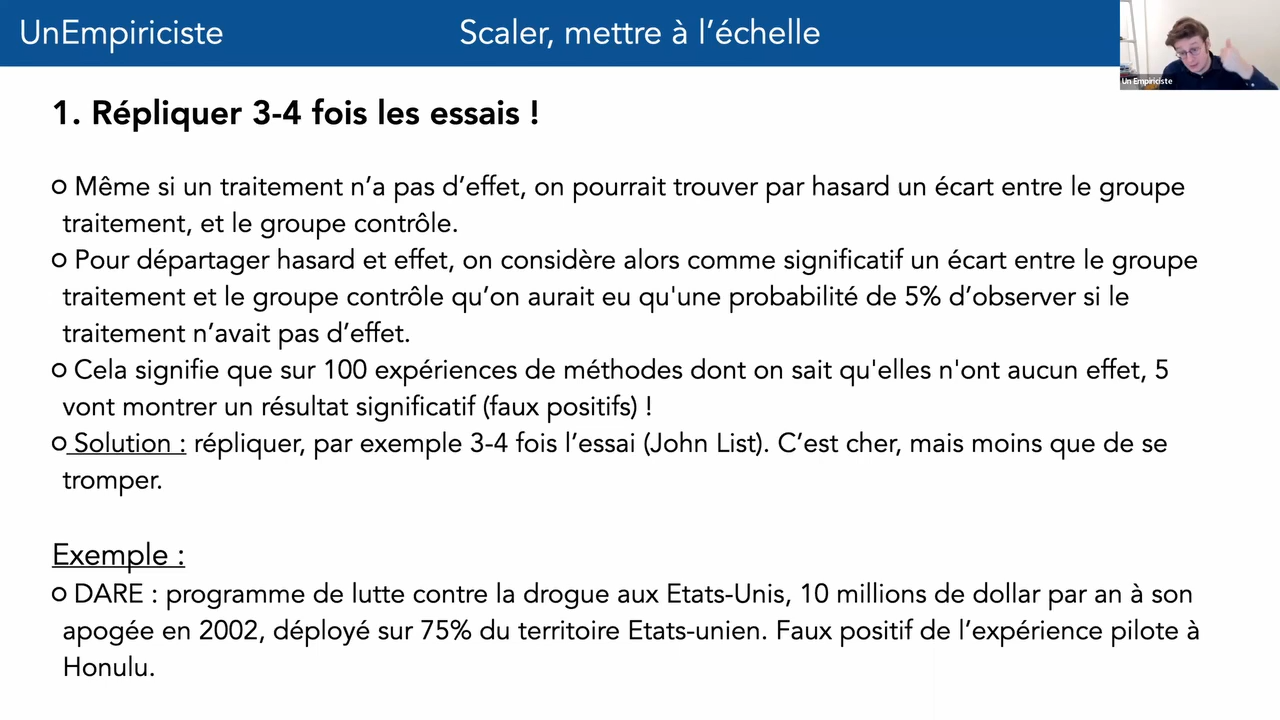 UnEmpiriciste
Scaler, mettre à l’échelle
Un Empiriciste
1. Répliquer 3-4 fois les essais !
Même si un traitement n’a pas d’effet, on pourrait trouver par hasard un écart entre le groupe
traitement, et le groupe contrôle.
Pour départager hasard et effet, on considère alors comme significatif un écart entre le groupe
traitement et le groupe contrôle qu’on aurait eu qu'une probabilité de 5% d’observer si le
traitement n’avait pas d’effet.
Cela signifie que sur 100 expériences de méthodes dont on sait qu'elles n'ont aucun effet, 5
vont montrer un résultat significatif (faux positifs) !
Solution : répliquer, par exemple 3-4 fois l’essai (John List). C’est cher, mais moins que de se
tromper.
Exemple :
DARE : programme de lutte contre la drogue aux Etats-Unis, 10 millions de dollar par an à son
apogée en 2002, déployé sur 75% du territoire Etats-unien. Faux positif de l’expérience pilote à
Honulu.